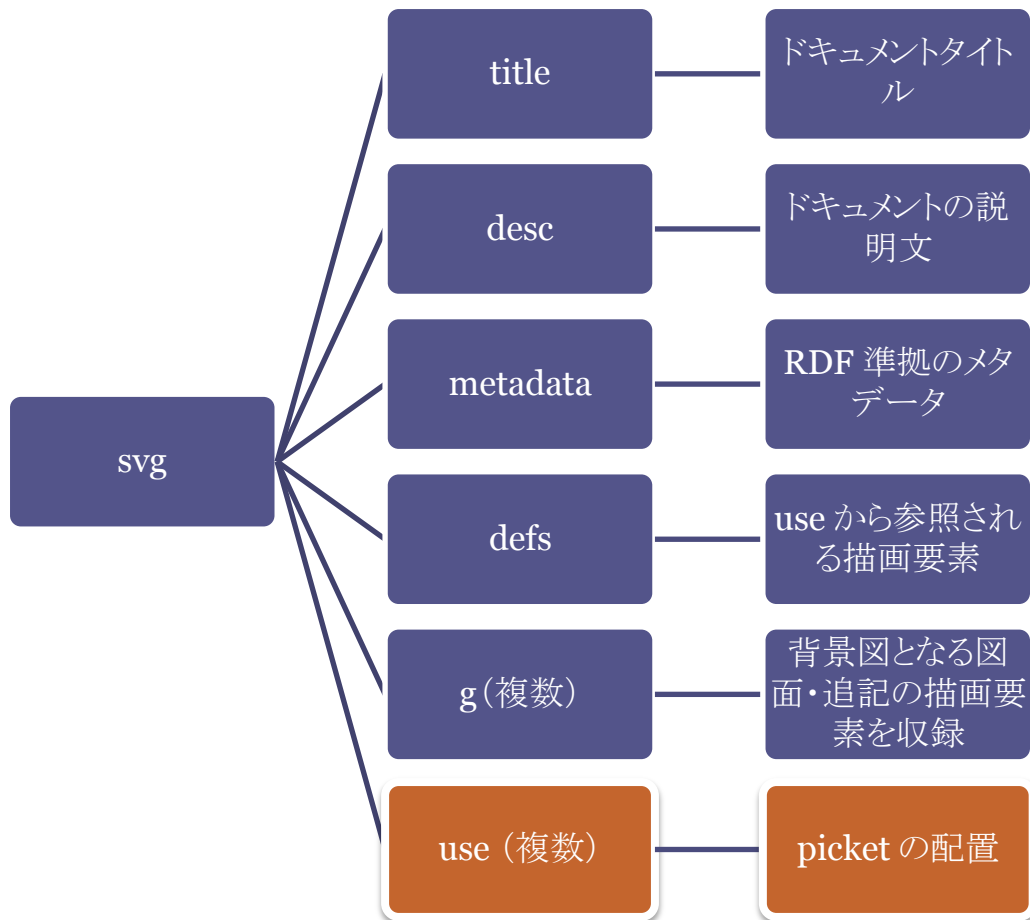 svg
title
ドキュメントタイト
ル
desc
ドキュメントの説
明文
metadata
RDF 準拠のメタ
データ
defs
use から参照され
る描画要素
g(複数)
背景図となる図
面・追記の描画要
素を収録
use (複数)
picket の配置